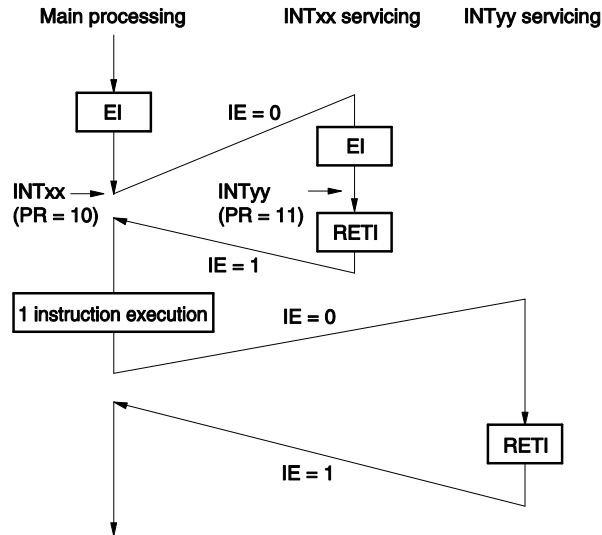 Main processing INTxx servicing INTyy servicing
EI
IE = 0
EI
INTxx
(PR = 10)
INTyy
(PR = 11)
RETI
IE = 1
1 instruction execution
IE = 0
RETI
IE = 1